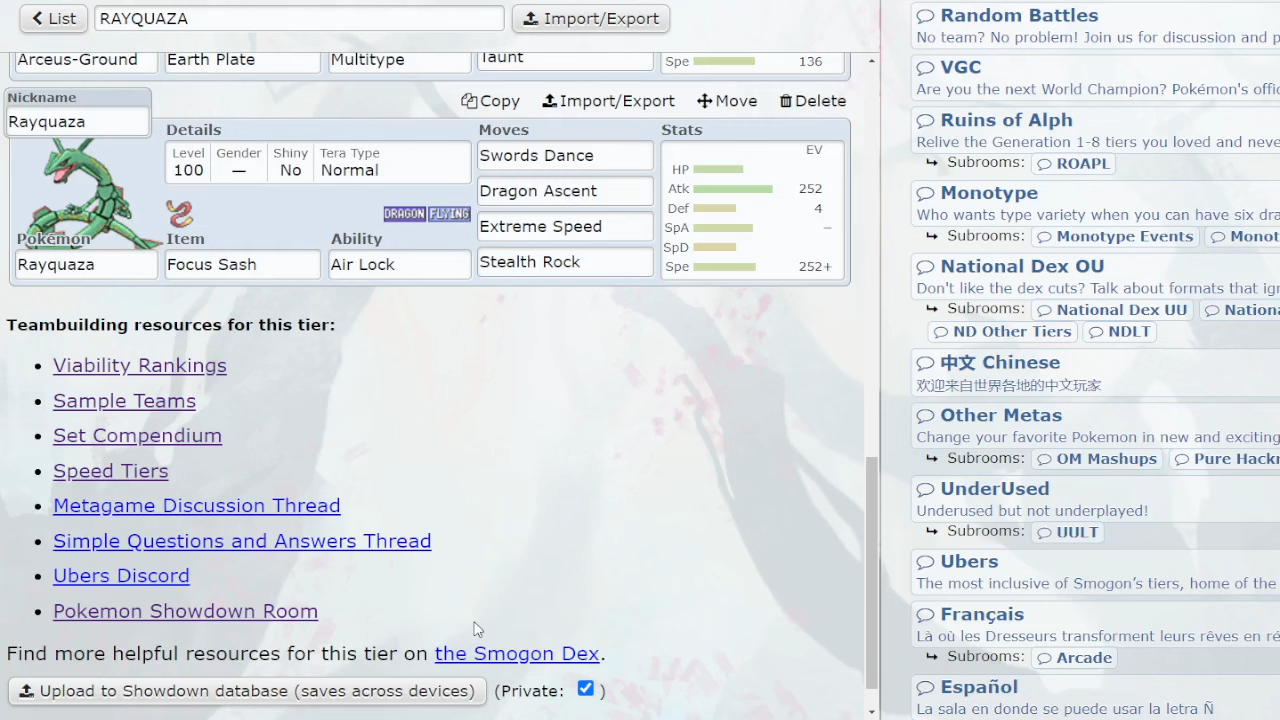 List
RAYQUAZA
Import/Export
Arceus-Ground
Earth Plate
Multitype
Taunt
Spe
136
Nickname
Rayquaza
Copy
Import/Export
Move
Delete
Details
Level
100
Gender
—
Shiny
No
Tera Type
Normal
DRAGON
FLYING
Pokémon
Rayquaza
Item
Focus Sash
Ability
Air Lock
Moves
Swords Dance
Dragon Ascent
Extreme Speed
Stealth Rock
Stats
EV
HP
Atk 252
Def 4
SpA –
SpD
Spe 252+
Teambuilding resources for this tier:
• Viability Rankings
• Sample Teams
• Set Compendium
• Speed Tiers
• Metagame Discussion Thread
• Simple Questions and Answers Thread
• Ubers Discord
• Pokemon Showdown Room
Find more helpful resources for this tier on the Smogon Dex.
Upload to Showdown database (saves across devices) (Private: )
Random Battles
No team? No problem! Join us for discussion and p
VGC
Are you the next World Champion? Pokémon's offic
Ruins of Alph
Relive the Generation 1-8 tiers you loved and neve
↳ Subrooms: ROAPL
Monotype
Who wants type variety when you can have six dra
↳ Subrooms: Monotype Events Monot
National Dex OU
Don't like the dex cuts? Talk about formats that ign
↳ Subrooms: National Dex UU Nationa
ND Other Tiers NDLT
中文 Chinese
欢迎来自世界各地的中文玩家
Other Metas
Change your favorite Pokemon in new and exciting
↳ Subrooms: OM Mashups Pure Hackm
UnderUsed
Underused but not underplayed!
↳ Subrooms: UULT
Ubers
The most inclusive of Smogon’s tiers, home of the
Français
Là où les Dresseurs transforment leurs rêves en ré
↳ Subrooms: Arcade
Español
La sala en donde se puede usar la letra Ñ